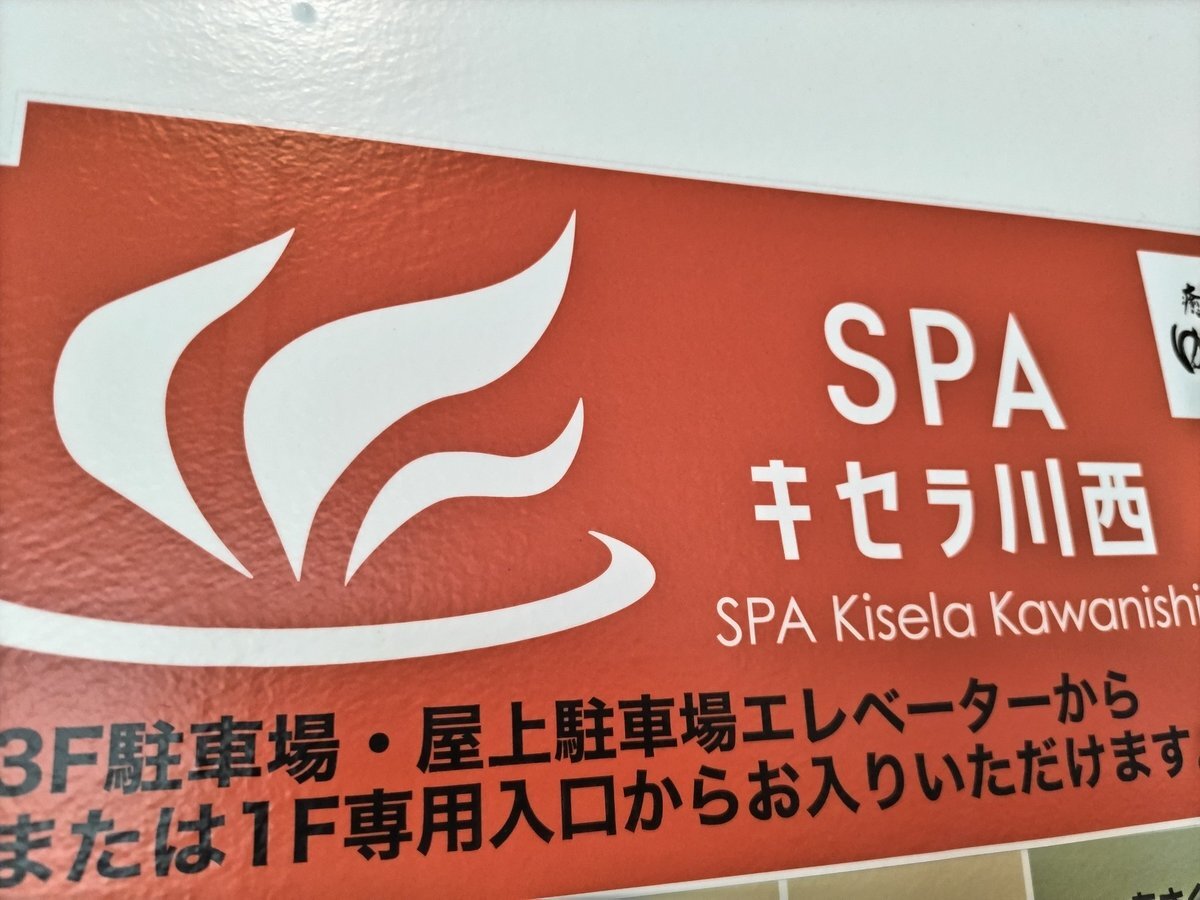 SPA
キセラ川西
SPA Kisela Kawanishi
3F駐車場・屋上駐車場エレベーターから
または1F専用入口からお入りいただけます。